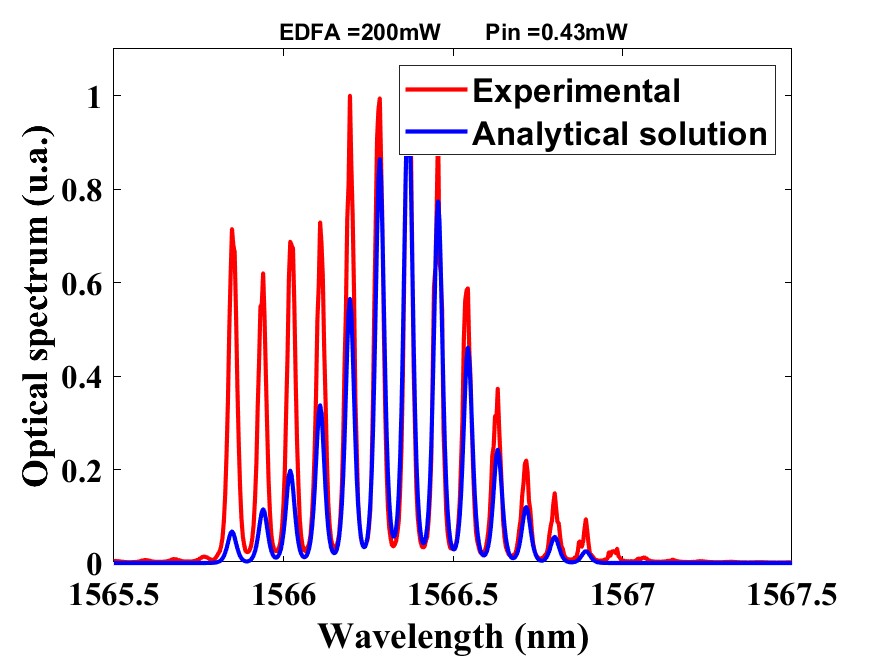 EDFA =200mW Pin =0.43mW
Experimental
Analytical solution
Optical spectrum (u.a.)
1
0.8
0.6
0.4
0.2
0
1565.5 1566 1566.5 1567 1567.5
Wavelength (nm)